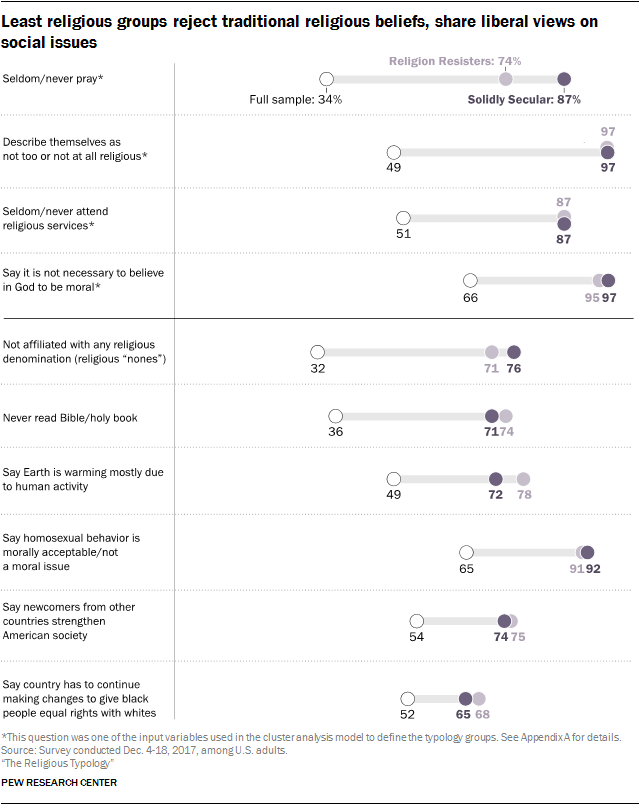 Least religious groups reject traditional religious beliefs, share liberal views on
social issues
Religion Resisters: 74%
Seldom/never pray*
Full sample: 34%
Solidly Secular: 87%
97
Describe themselves as
not too or not at all religious*
49
97
87
Seldom/never attend
religious services*
51
87
Say it is not necessary to believe
in God to be moral*
66
95
97
Not affiliated with any religious
denomination (religious “nones”)
32
71
76
Never read Bible/holy book
36
71
74
Say Earth is warming mostly due
to human activity
49
72
78
Say homosexual behavior is
morally acceptable/not
a moral issue
65
91
92
Say newcomers from other
countries strengthen
American society
54
74
75
Say country has to continue
making changes to give black
people equal rights with whites
52
65
68
*This question was one of the input variables used in the cluster analysis model to define the typology groups. See Appendix A for details.
Source: Survey conducted Dec. 4-18, 2017, among U.S. adults.
“The Religious Typology”
PEW RESEARCH CENTER